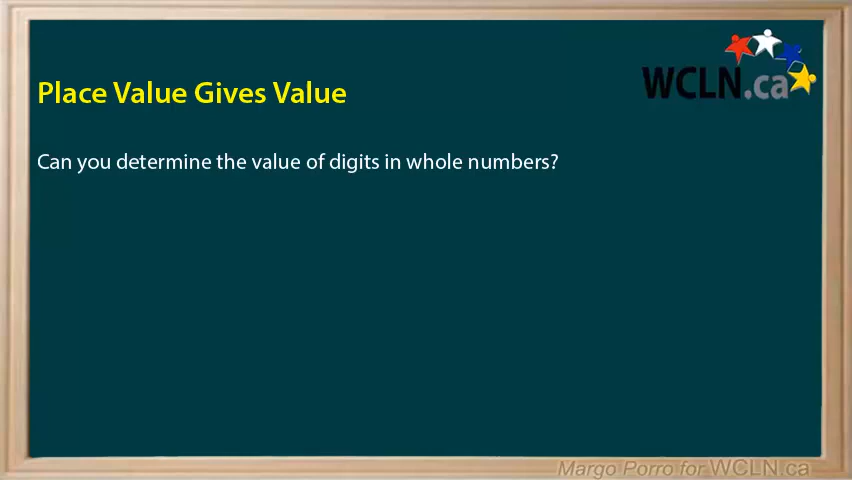 WCLN.ca
Place Value Gives Value
Can you determine the value of digits in whole numbers?
Margo Porro for WCLN.ca